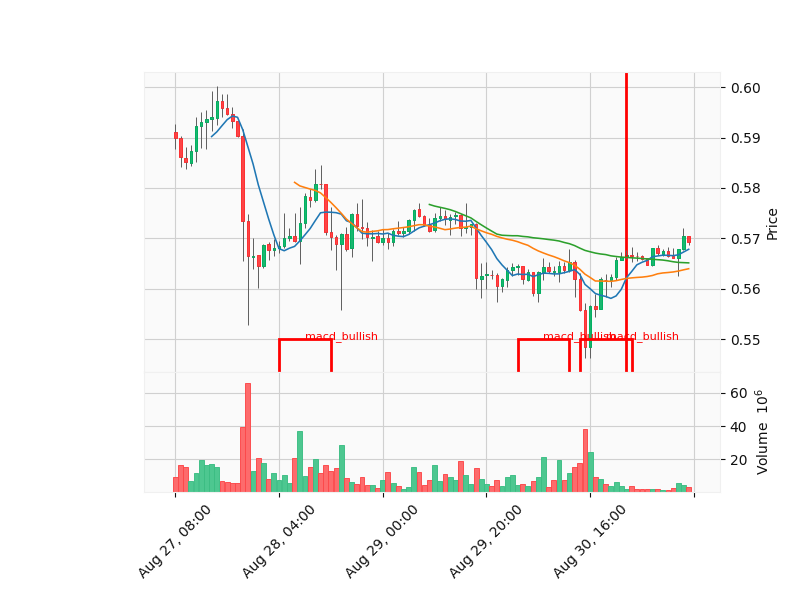 0.60
0.59
0.58
0.57
0.56
0.55
Price
macd_bullish
macd_bullish
macd_bullish
60
40
20
Volume 10^6
Aug 27, 08:00
Aug 28, 04:00
Aug 29, 00:00
Aug 29, 20:00
Aug 30, 16:00